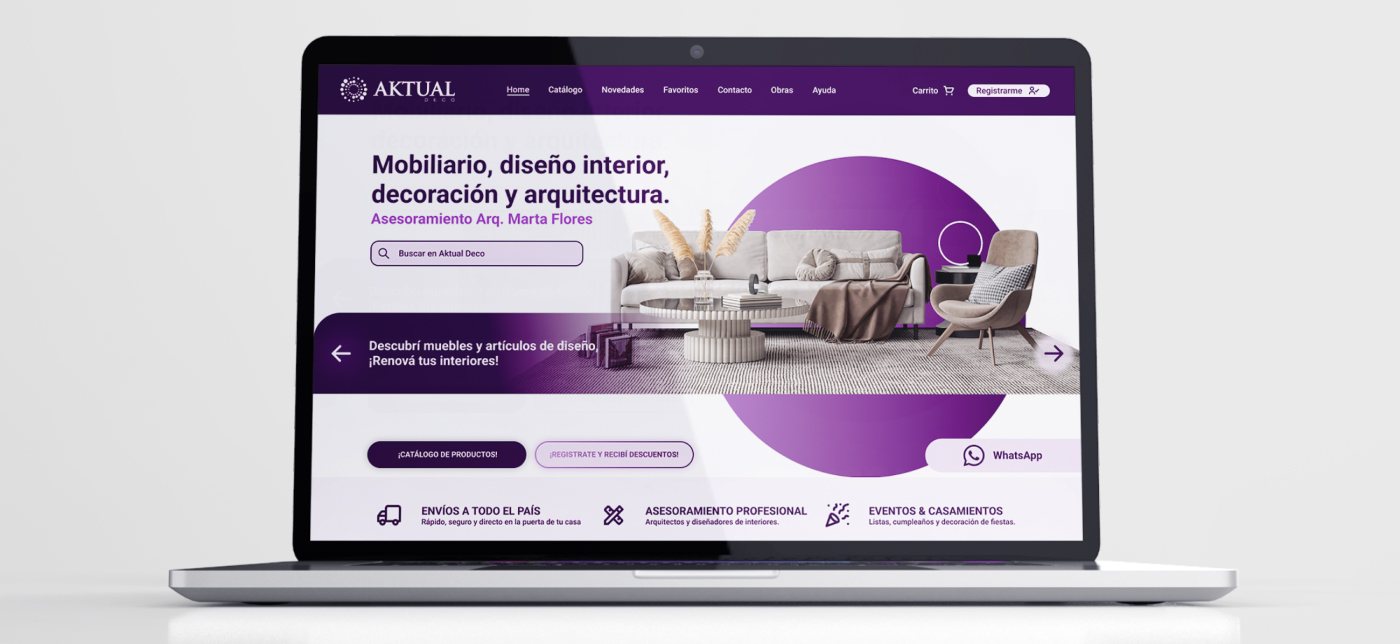 AKTUAL
DECO
Home Catálogo Novedades Favoritos Contacto Obras Ayuda
Carrito
Registrarme
Mobiliario, diseño interior,
decoración y arquitectura.
Asesoramiento Arq. Marta Flores
Buscar en Aktual Deco
Descubrí muebles y artículos de diseño,
¡Renová tus interiores!
¡CATÁLOGO DE PRODUCTOS!
¡REGISTRATE Y RECIBÍ DESCUENTOS!
WhatsApp
ENVÍOS A TODO EL PAÍS
Rápido, seguro y directo en la puerta de tu casa
ASESORAMIENTO PROFESIONAL
Arquitectos y diseñadores de interiores.
EVENTOS & CASAMIENTOS
Listas, cumpleaños y decoración de fiestas.